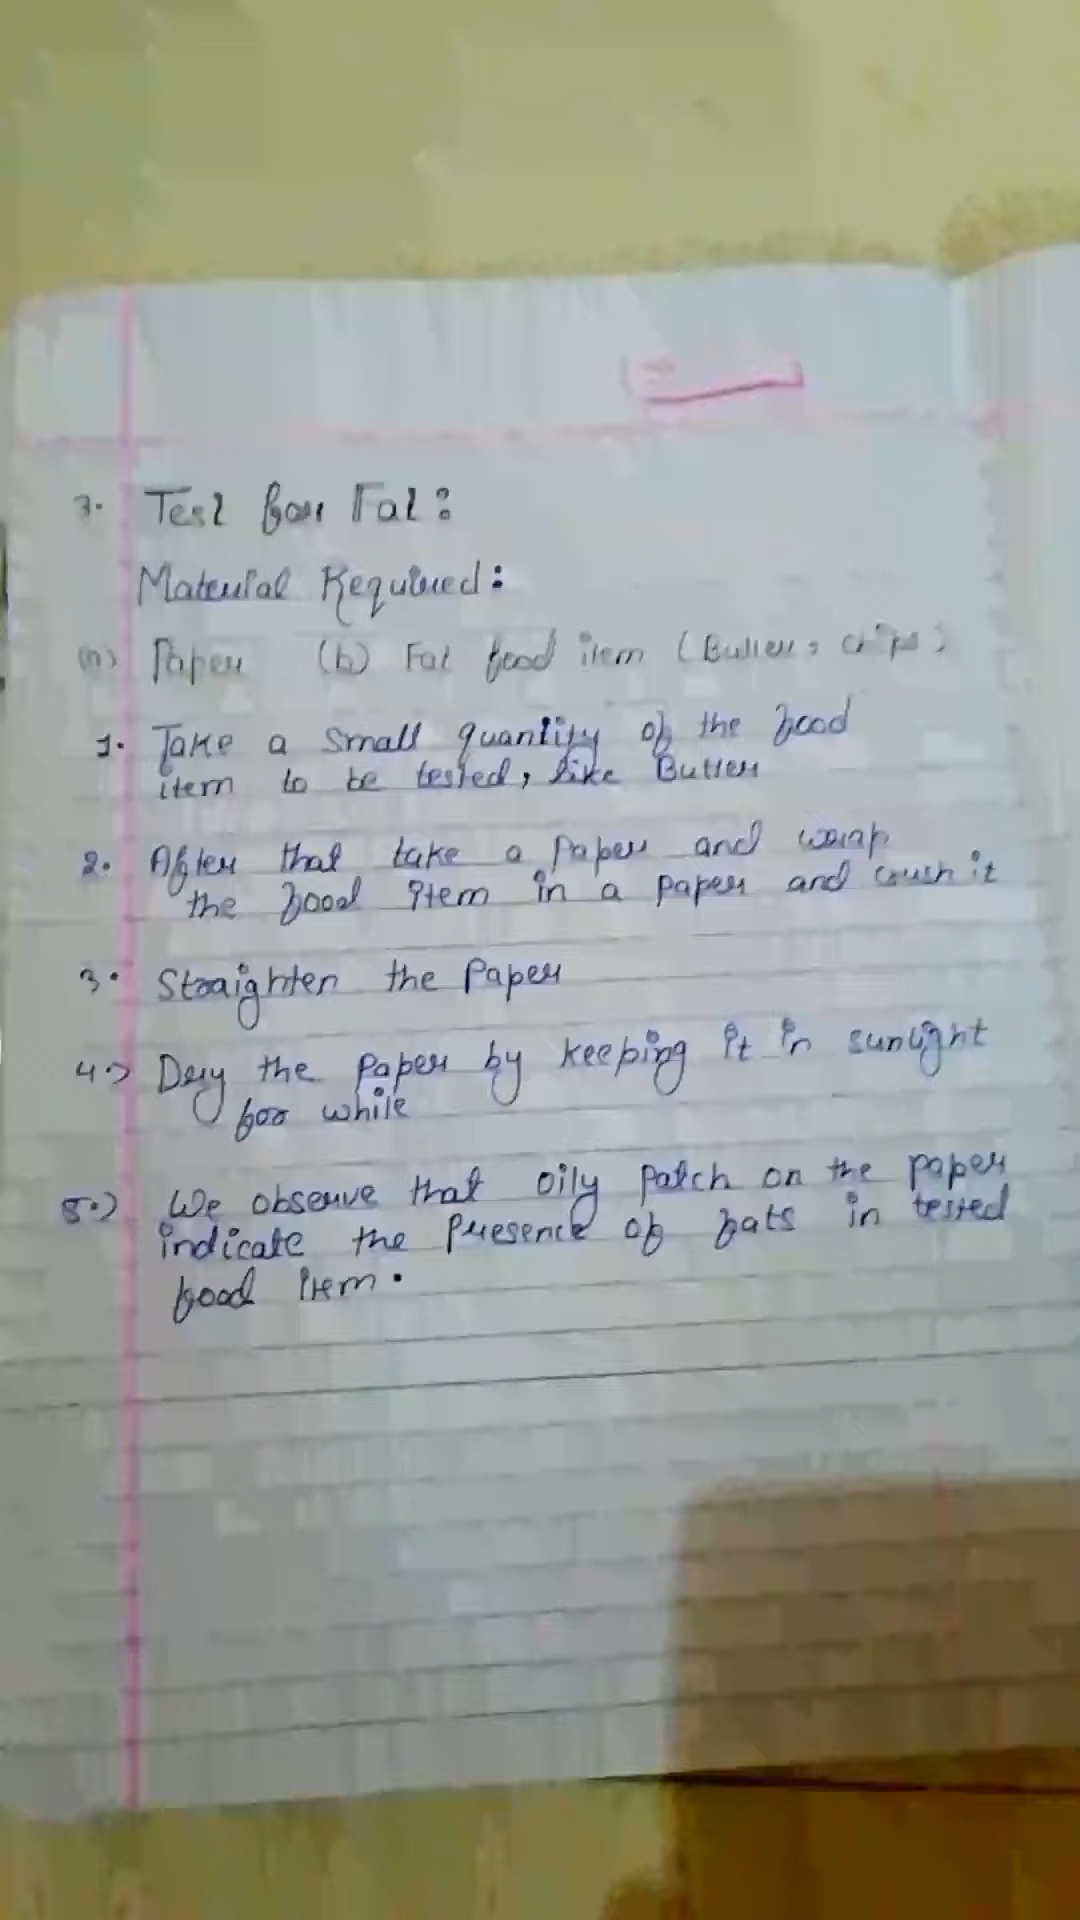 3. Test for Fat:
Material Required:
(a) Paper (b) Fat food item (Butter, chips)
1. Take a small quantity of the food
item to be tested, like Butter
2. After that take a paper and wrap
the food item in a paper and crush it
3. Straighten the Paper
4.) Dry the paper by keeping it in sunlight
for while
5.) We observe that oily patch on the paper
indicate the presence of fats in tested
food item.